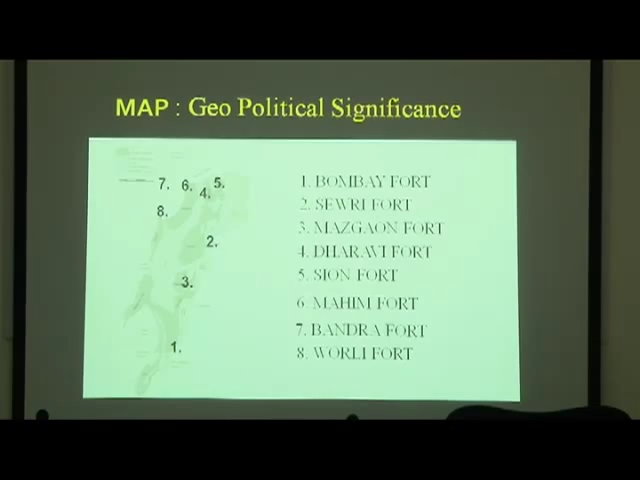 MAP : Geo Political Significance
7. 6. 4. 5.
8.
2.
3.
1.
1. BOMBAY FORT
2. SEWRI FORT
3. MAZGAON FORT
4. DHARAVI FORT
5. SION FORT
6. MAHIM FORT
7. BANDRA FORT
8. WORLI FORT